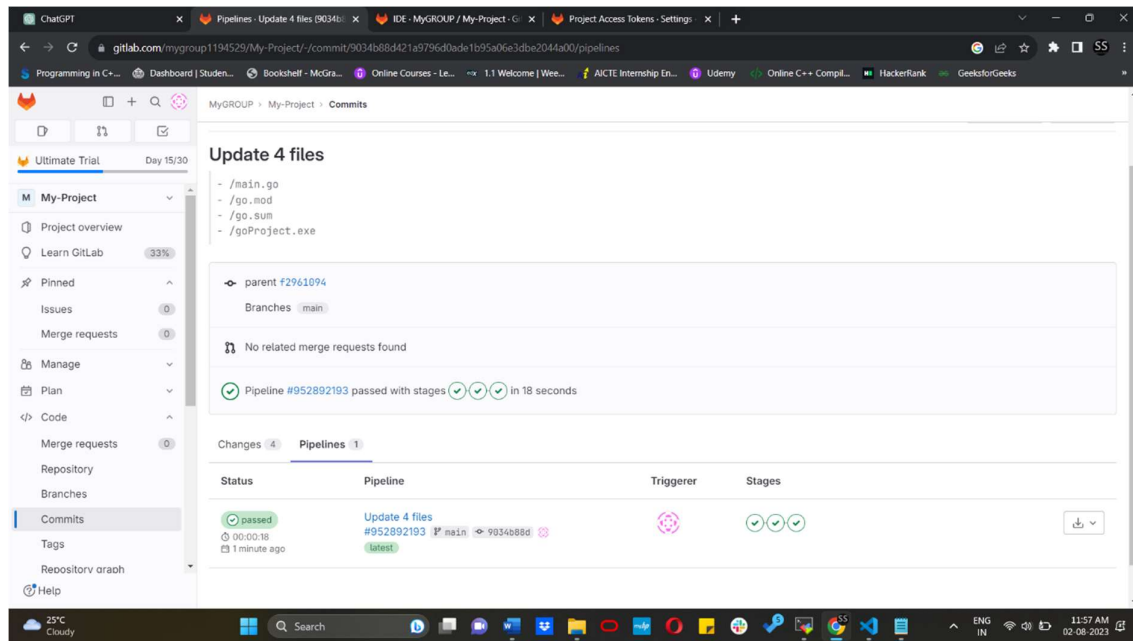 ChatGPT
Pipelines · Update 4 files (9034b8
IDE · MyGROUP / My-Project · G
Project Access Tokens · Settings ·
gitlab.com/mygroup1194529/My-Project/-/commit/9034b88d421a9796d0ade1b95a06e3dbe2044a00/pipelines
SS
Programming in C+...
Dashboard | Studen...
Bookshelf - McGra...
Online Courses - Le...
1.1 Welcome | Wee...
AICTE Internship En...
Udemy
Online C++ Compil...
HackerRank
GeeksforGeeks
»
MyGROUP > My-Project > Commits
Ultimate Trial Day 15/30
M My-Project
Project overview
Learn GitLab 33%
Pinned
Issues 0
Merge requests 0
Manage
Plan
Code
Merge requests 0
Repository
Branches
Commits
Tags
Repository graph
Help
Update 4 files
- /main.go
- /go.mod
- /go.sum
- /goProject.exe
parent f2961094
Branches main
No related merge requests found
Pipeline #952892193 passed with stages in 18 seconds
Changes 4 Pipelines 1
Status Pipeline Triggerer Stages
passed
00:00:18
1 minute ago
Update 4 files
#952892193 main 9034b88d
latest
25°C
Cloudy
Search
SS
ENG
IN
11:57 AM
02-08-2023